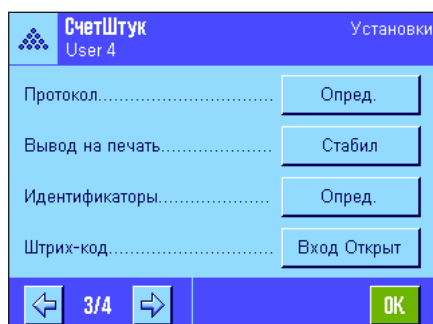 СчетШтук
Установки
User 4
Протокол............................ Опред.
Вывод на печать.................... Стабил
Идентификаторы.................... Опред.
Штрих-код............................ Вход Открыт
3/4
OK